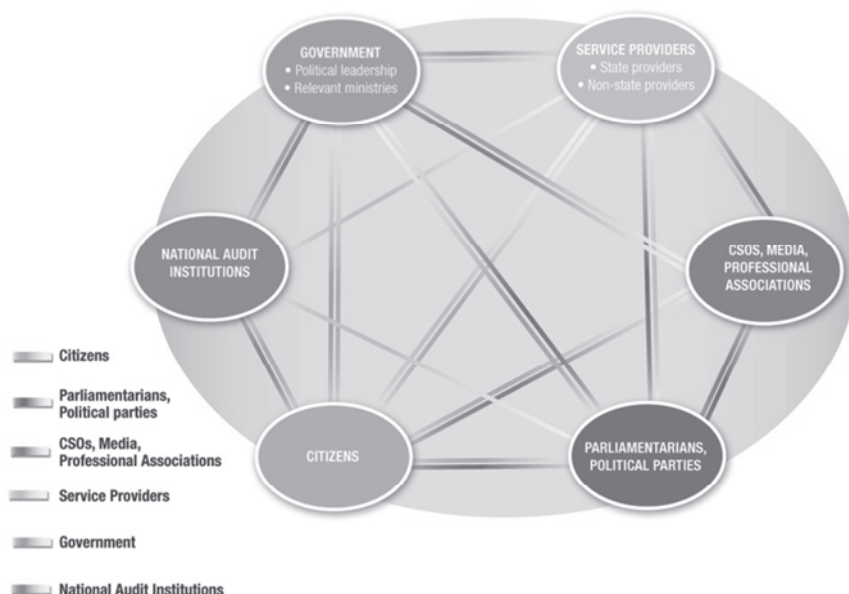 GOVERNMENT
• Political leadership
• Relevant ministries
SERVICE PROVIDERS
• State providers
• Non-state providers
NATIONAL AUDIT
INSTITUTIONS
CSOS, MEDIA,
PROFESSIONAL
ASSOCIATIONS
CITIZENS
PARLIAMENTARIANS,
POLITICAL PARTIES
Citizens
Parliamentarians,
Political parties
CSOs, Media,
Professional Associations
Service Providers
Government
National Audit Institutions